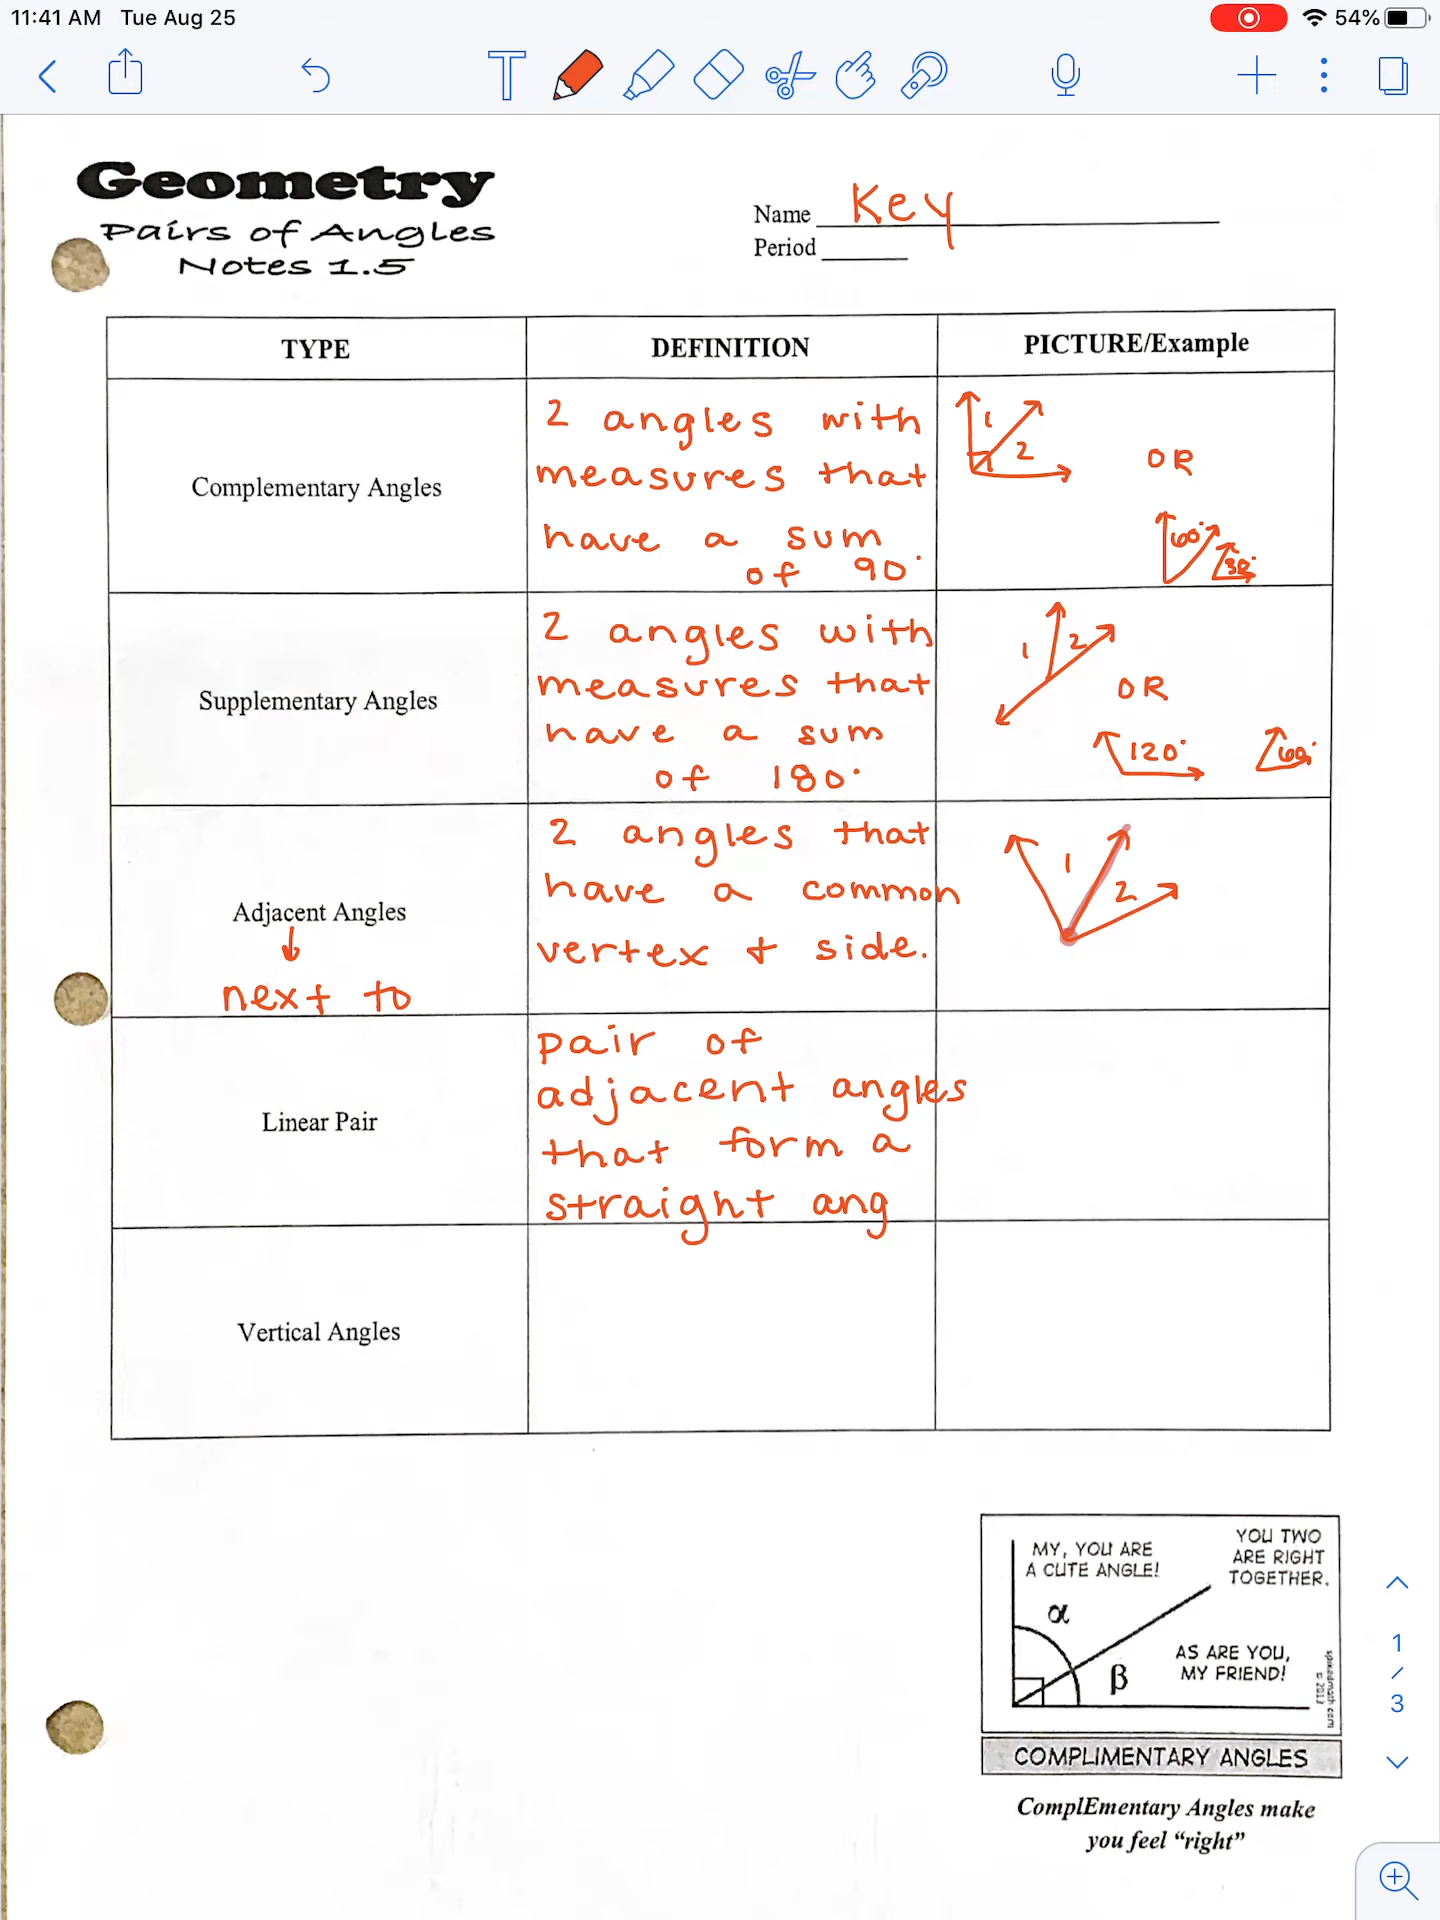 11:41 AM Tue Aug 25
54%
Geometry
Pairs of Angles
Notes 1.5
Name Key
Period
TYPE
DEFINITION
PICTURE/Example
Complementary Angles
2 angles with
measures that
have a sum
of 90°
1
2
OR
60°
30°
Supplementary Angles
2 angles with
measures that
have a sum
of 180°
1 2
OR
120°
60°
Adjacent Angles
next to
2 angles that
have a common
vertex + side.
1
2
Linear Pair
pair of
adjacent angles
that form a
straight ang
Vertical Angles
MY, YOU ARE
A CUTE ANGLE!
YOU TWO
ARE RIGHT
TOGETHER.
α
β
AS ARE YOU,
MY FRIEND!
spikedmath.com
© 2013
COMPLIMENTARY ANGLES
ComplEmentary Angles make
you feel “right”
1
/
3